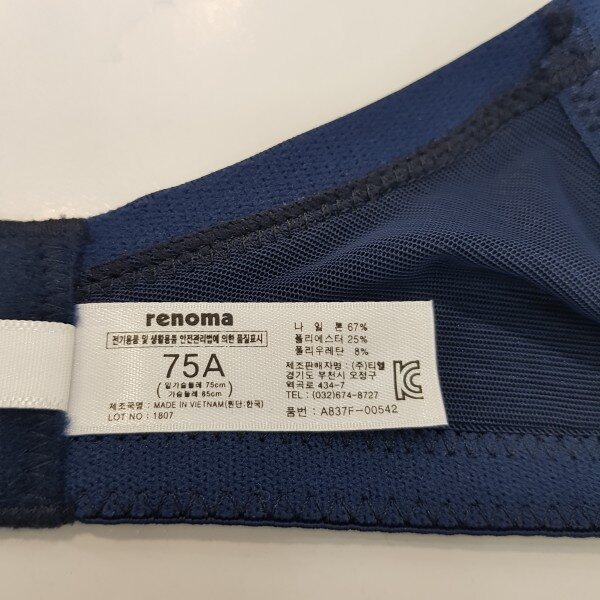 renoma
전기용품 및 생활용품 안전관리법에 의한 품질표시
75A
( 밑가슴둘레 75cm )
( 가슴둘레 85cm )
제조국명 : MADE IN VIETNAM(원단:한국)
LOT NO : 1807
나 일 론 67%
폴리에스터 25%
폴리우레탄 8%
제조판매자명 : (주)티엘
경기도 부천시 오정구
역곡로 434-7
TEL : (032)674-8727
품번 : A837F-00542